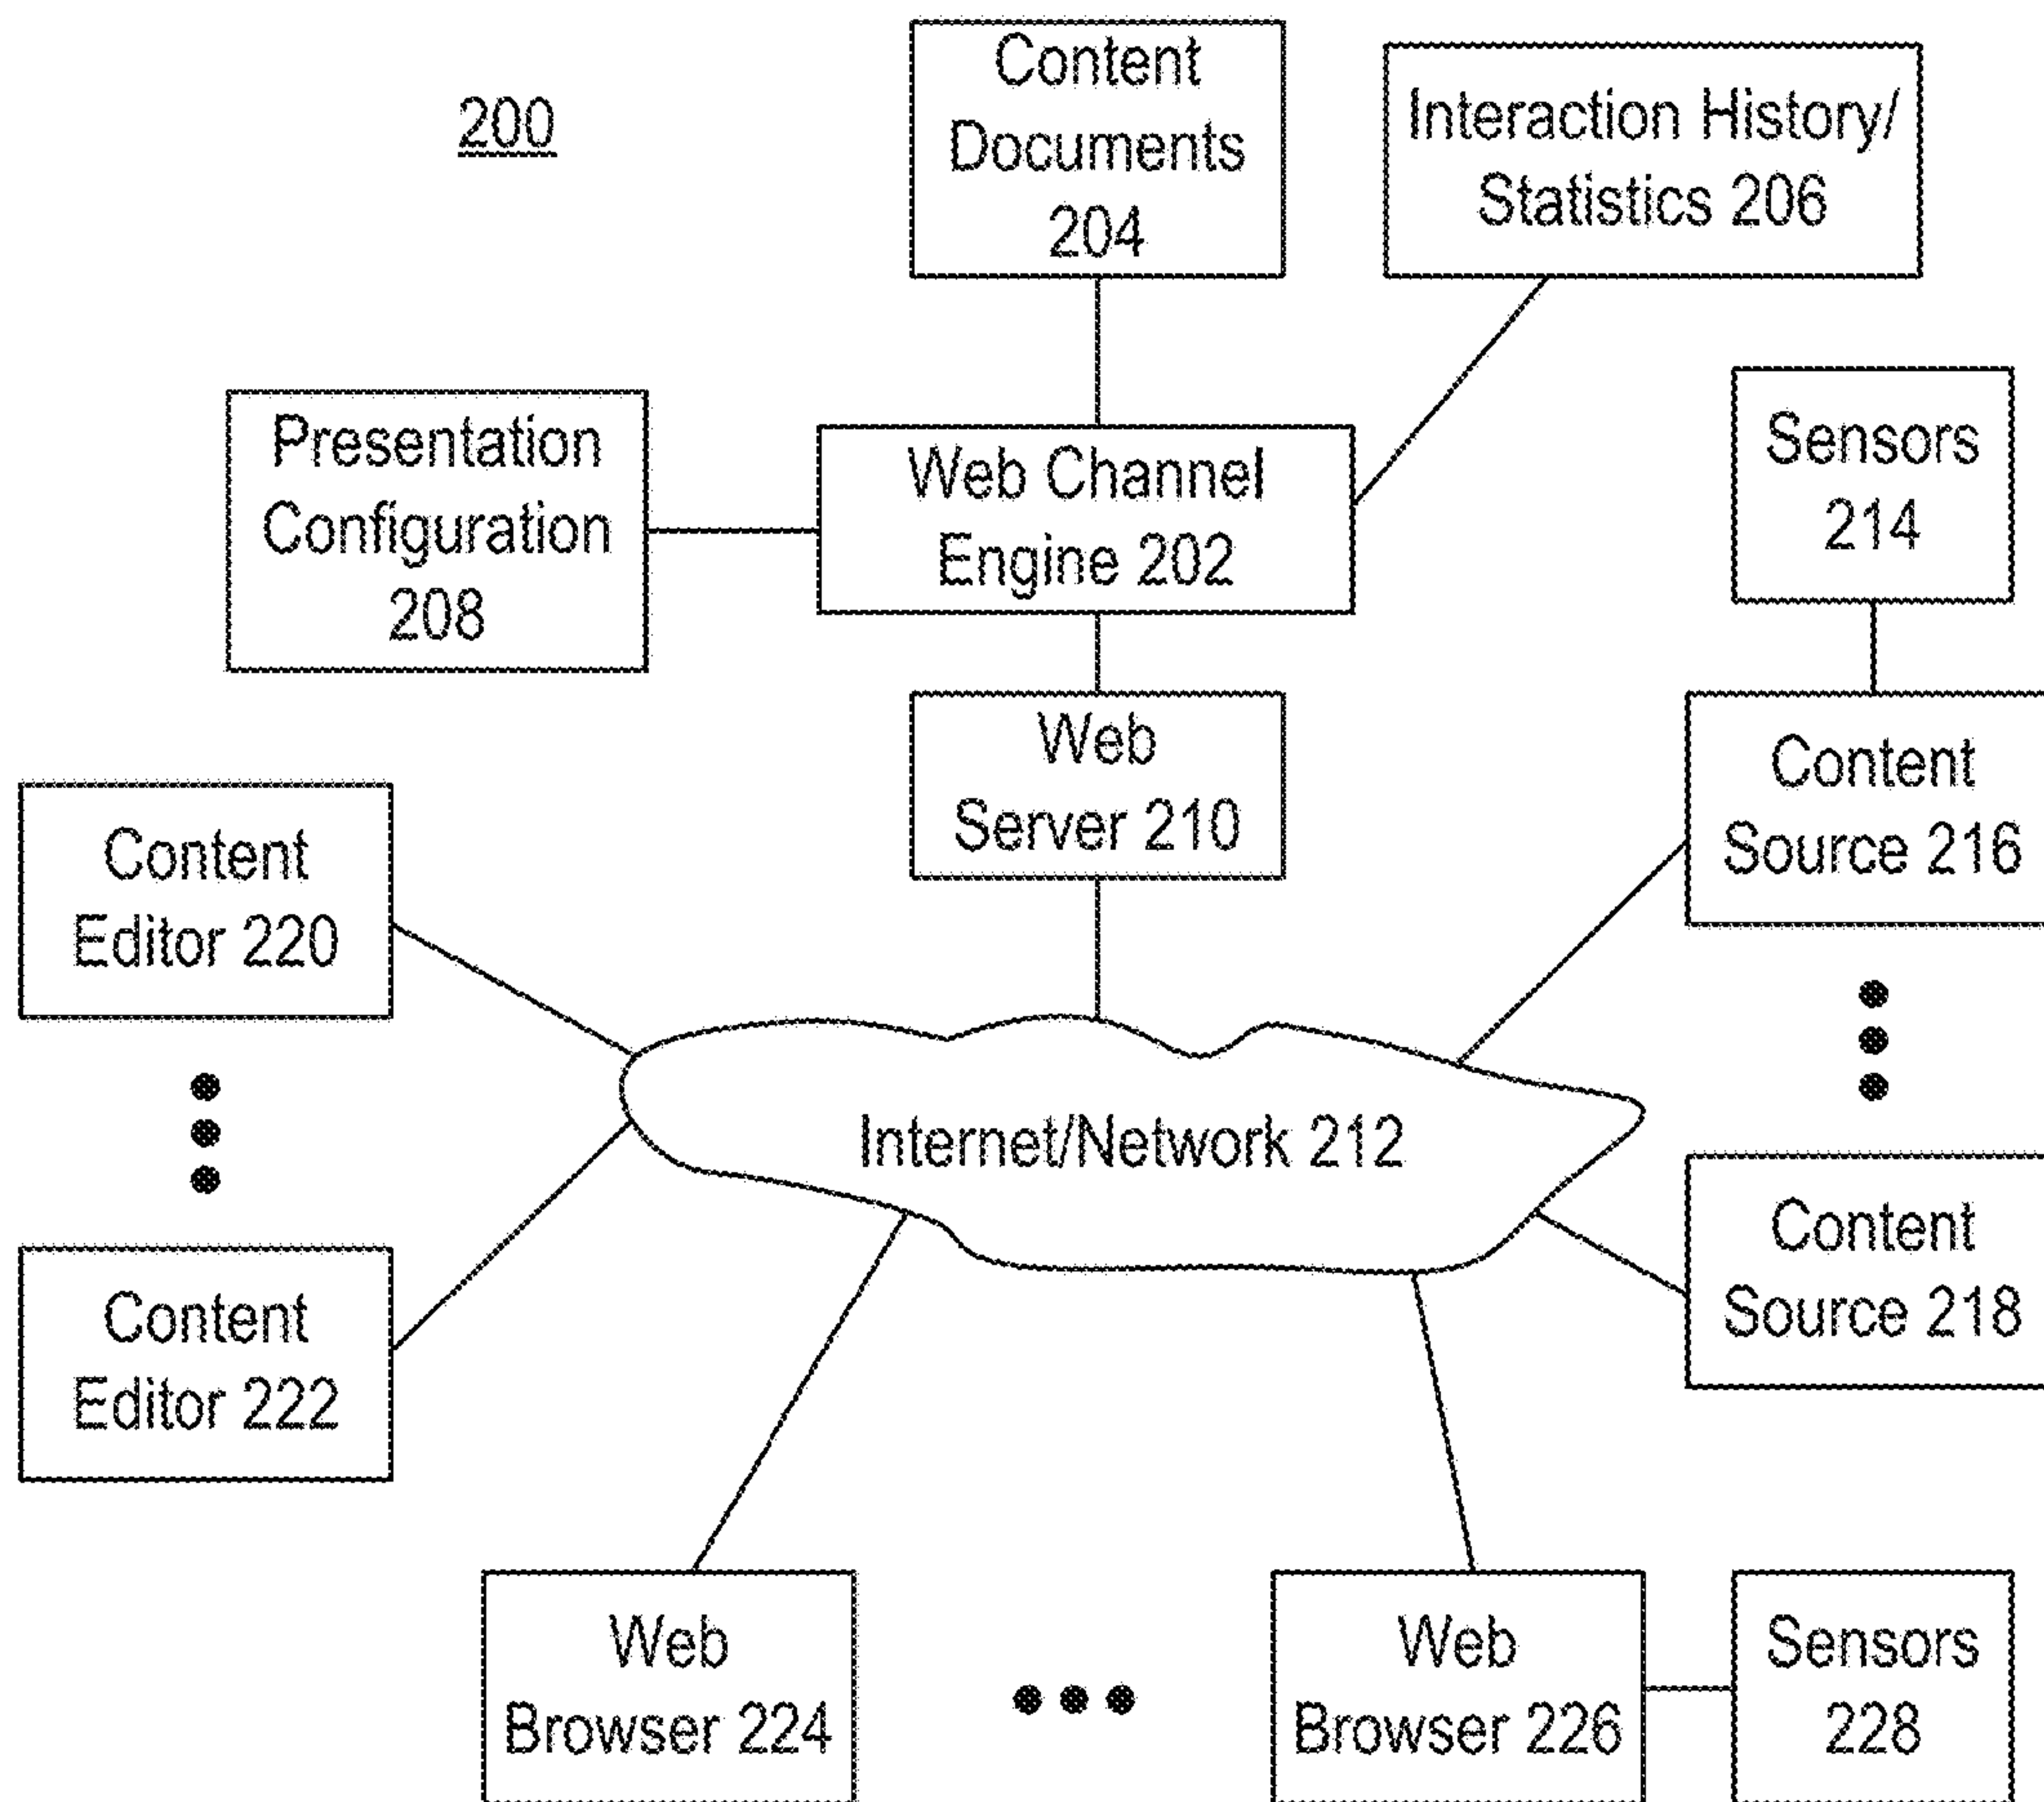 200
Content
Documents
204
Interaction History/
Statistics 206
Presentation
Configuration
208
Web Channel
Engine 202
Sensors
214
Web
Server 210
Content
Source 216
Content
Editor 220
Internet/Network 212
Content
Editor 222
Content
Source 218
Web
Browser 224
Web
Browser 226
Sensors
228